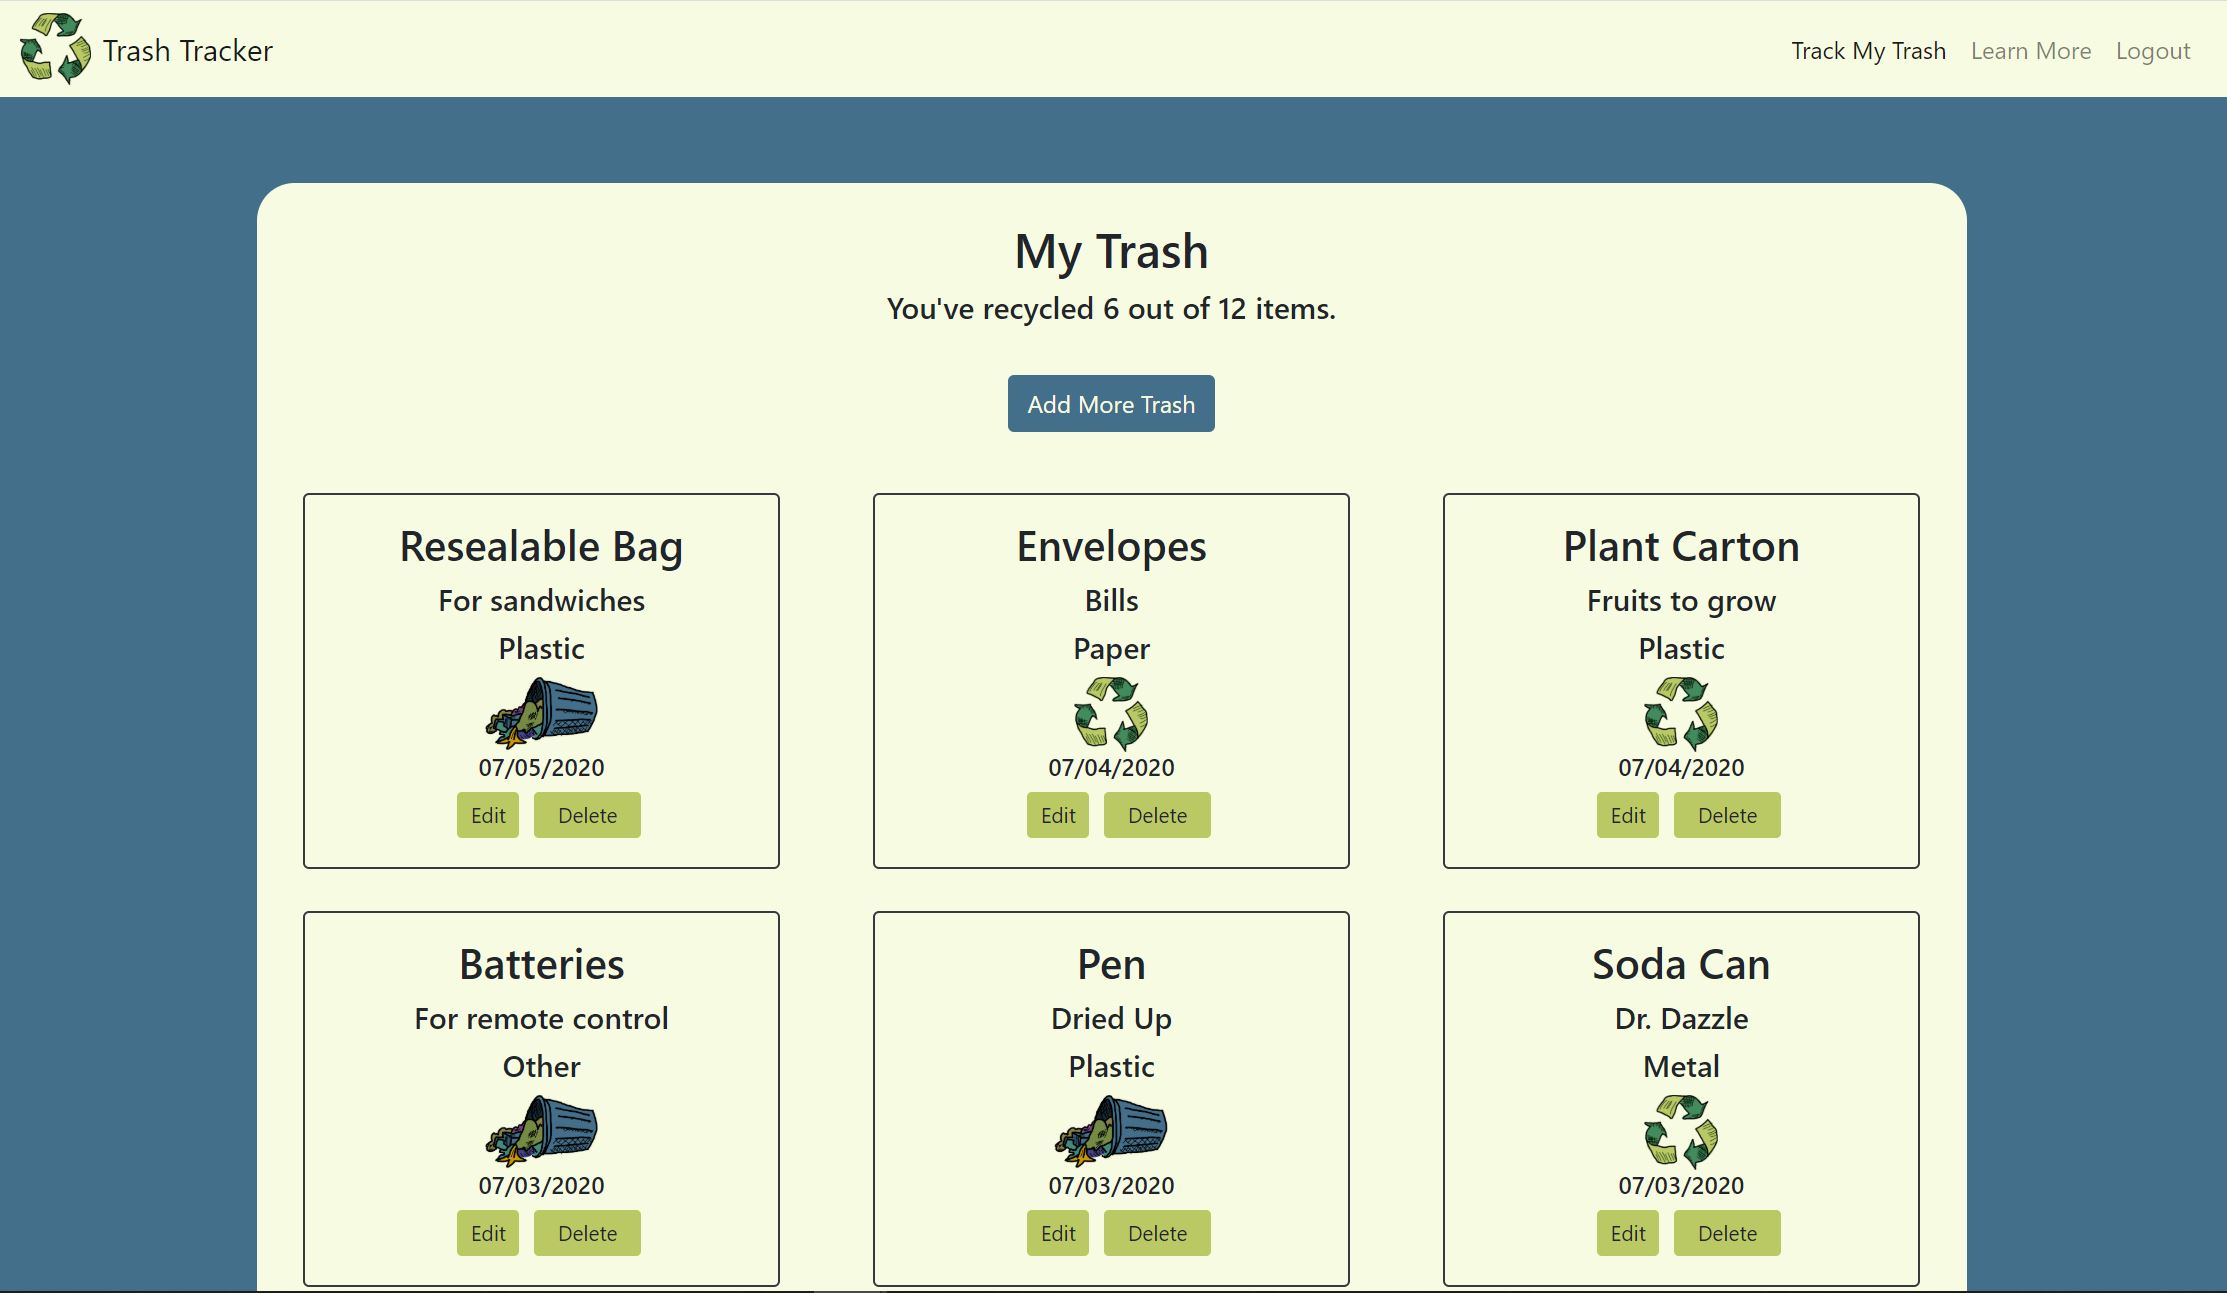 Trash Tracker
Track My Trash
Learn More
Logout
My Trash
You've recycled 6 out of 12 items.
Add More Trash
Resealable Bag
For sandwiches
Plastic
07/05/2020
Edit
Delete
Envelopes
Bills
Paper
07/04/2020
Edit
Delete
Plant Carton
Fruits to grow
Plastic
07/04/2020
Edit
Delete
Batteries
For remote control
Other
07/03/2020
Edit
Delete
Pen
Dried Up
Plastic
07/03/2020
Edit
Delete
Soda Can
Dr. Dazzle
Metal
07/03/2020
Edit
Delete